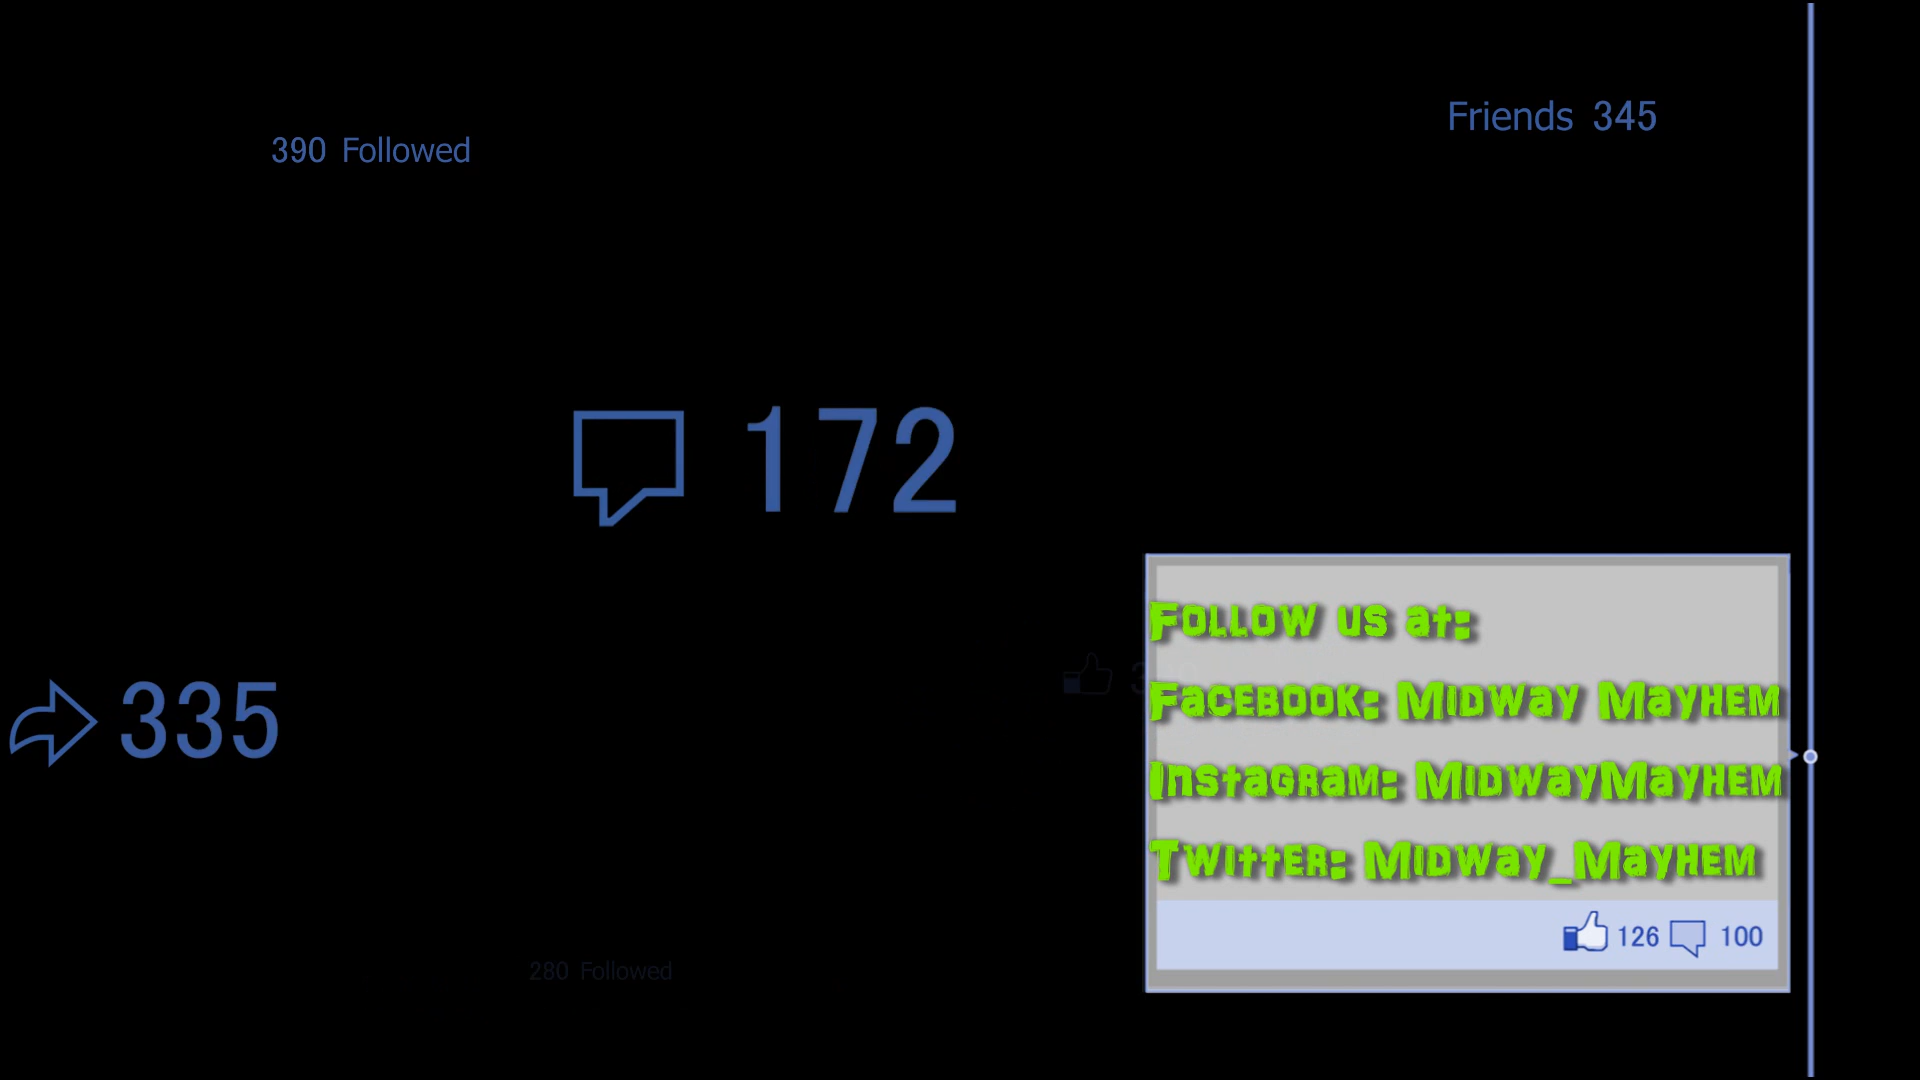 Friends 345
390 Followed
172
335
Follow us at:
Facebook: Midway Mayhem
Instagram: MidwayMayhem
Twitter: Midway_Mayhem
126 100
280 Followed